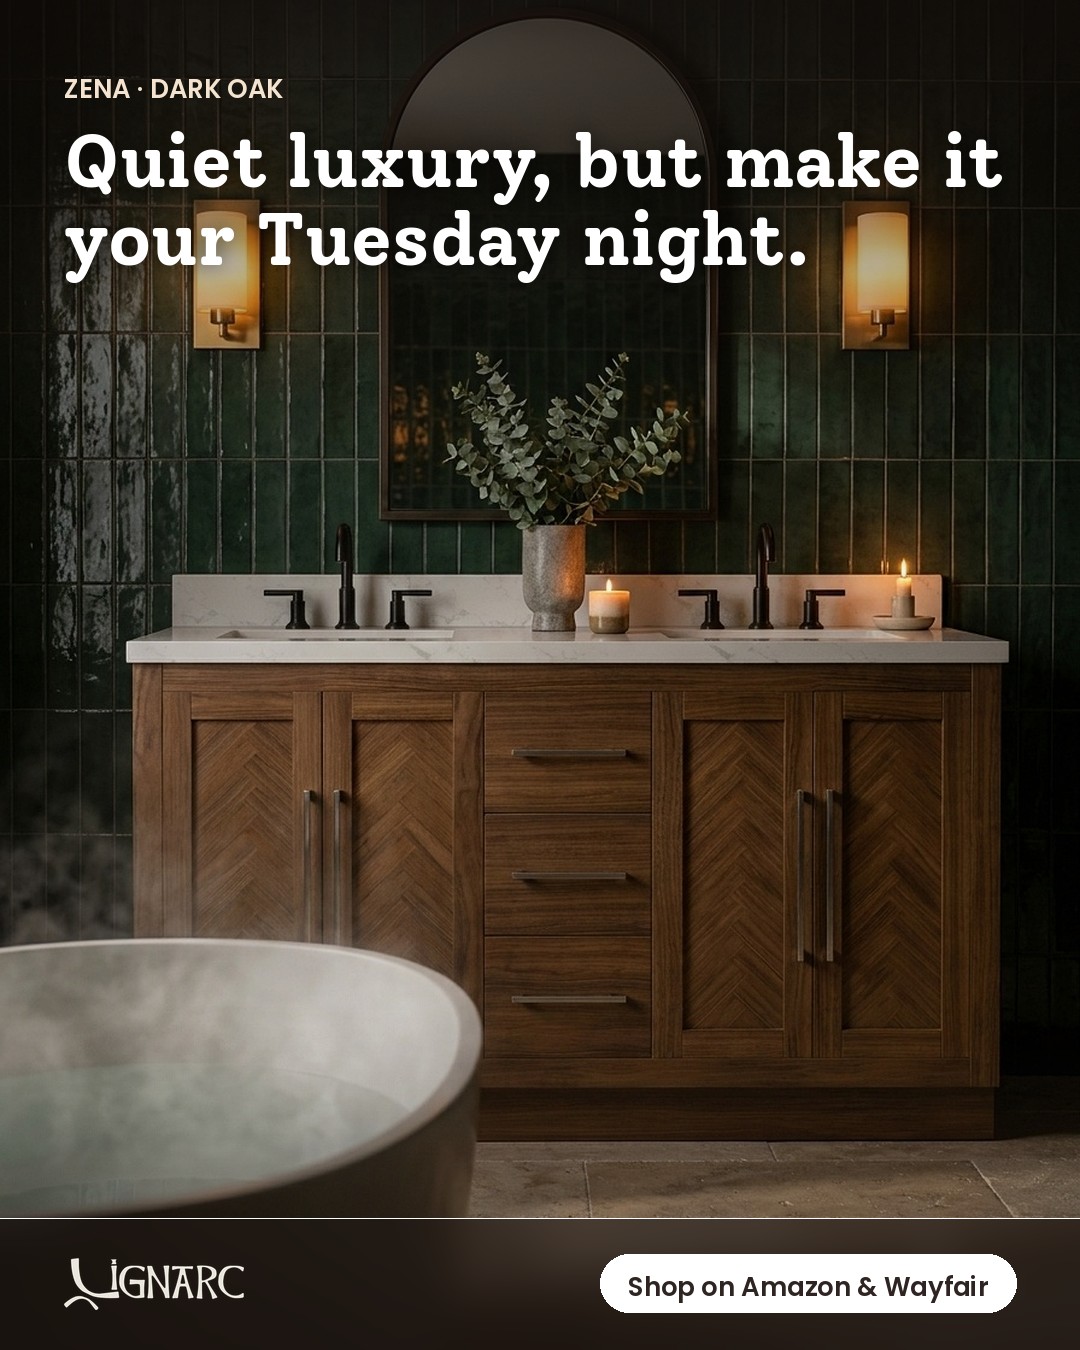 ZENA · DARK OAK
Quiet luxury, but make it
your Tuesday night.
LIGNARC
Shop on Amazon & Wayfair